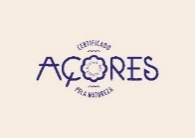 CERTIFICADO
AÇORES
PELA NATUREZA